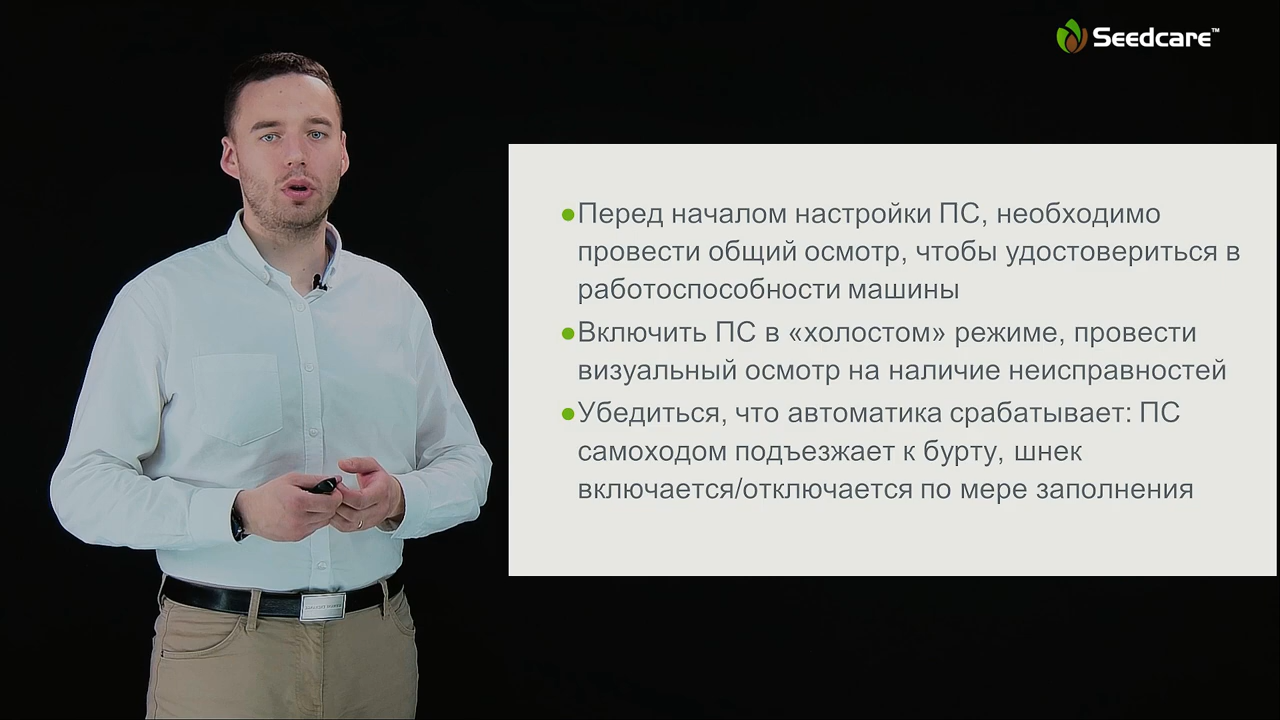 Seedcare™
●Перед началом настройки ПС, необходимо
провести общий осмотр, чтобы удостовериться в
работоспособности машины
●Включить ПС в «холостом» режиме, провести
визуальный осмотр на наличие неисправностей
●Убедиться, что автоматика срабатывает: ПС
самоходом подъезжает к бурту, шнек
включается/отключается по мере заполнения